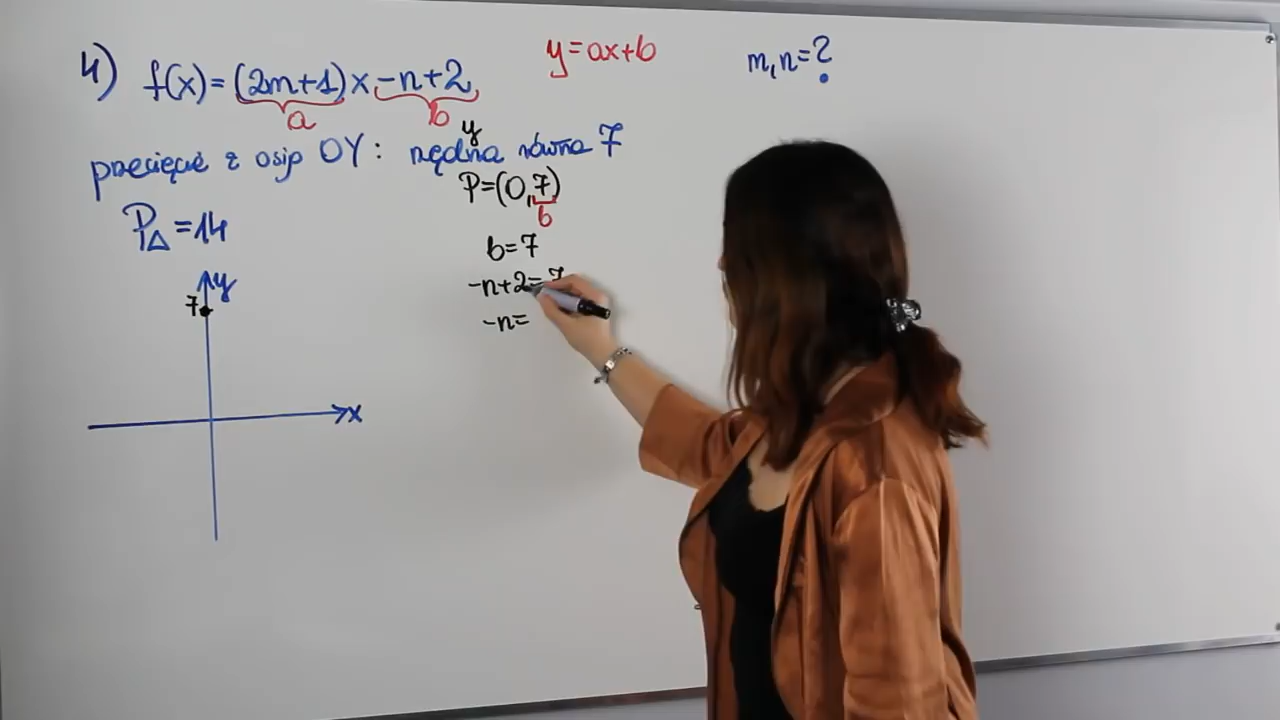 4) f(x)=(2m+1)x-n+2 y=ax+b m,n=?
a b
przecięcie z osią OY: rzędna równa 7
y
P=(0,7)
b
P△=14
b=7
-n+2=7
-n=
y
7
x